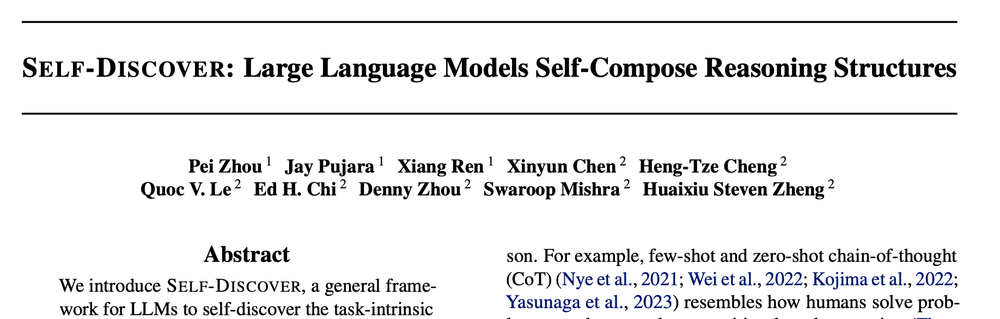 SELF-DISCOVER: Large Language Models Self-Compose Reasoning Structures
Pei Zhou 1 Jay Pujara 1 Xiang Ren 1 Xinyun Chen 2 Heng-Tze Cheng 2
Quoc V. Le 2 Ed H. Chi 2 Denny Zhou 2 Swaroop Mishra 2 Huaixiu Steven Zheng 2
Abstract
We introduce SELF-DISCOVER, a general frame-
work for LLMs to self-discover the task-intrinsic
son. For example, few-shot and zero-shot chain-of-thought
(CoT) (Nye et al., 2021; Wei et al., 2022; Kojima et al., 2022;
Yasunaga et al., 2023) resembles how humans solve prob-